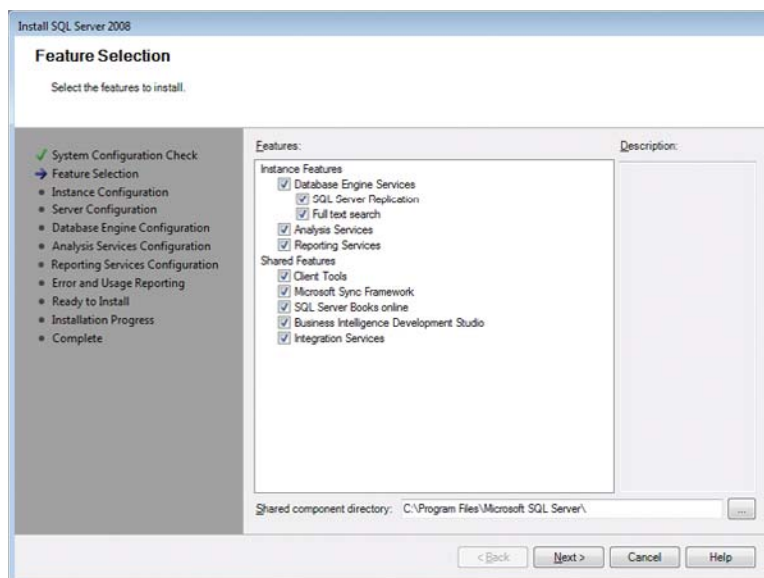 Install SQL Server 2008
Feature Selection
Select the features to install.
System Configuration Check
Feature Selection
Instance Configuration
Server Configuration
Database Engine Configuration
Analysis Services Configuration
Reporting Services Configuration
Error and Usage Reporting
Ready to Install
Installation Progress
Complete
Features:
Instance Features
Database Engine Services
SQL Server Replication
Full text search
Analysis Services
Reporting Services
Shared Features
Client Tools
Microsoft Sync Framework
SQL Server Books online
Business Intelligence Development Studio
Integration Services
Description:
Shared component directory: C:\Program Files\Microsoft SQL Server\ ...
< Back Next > Cancel Help